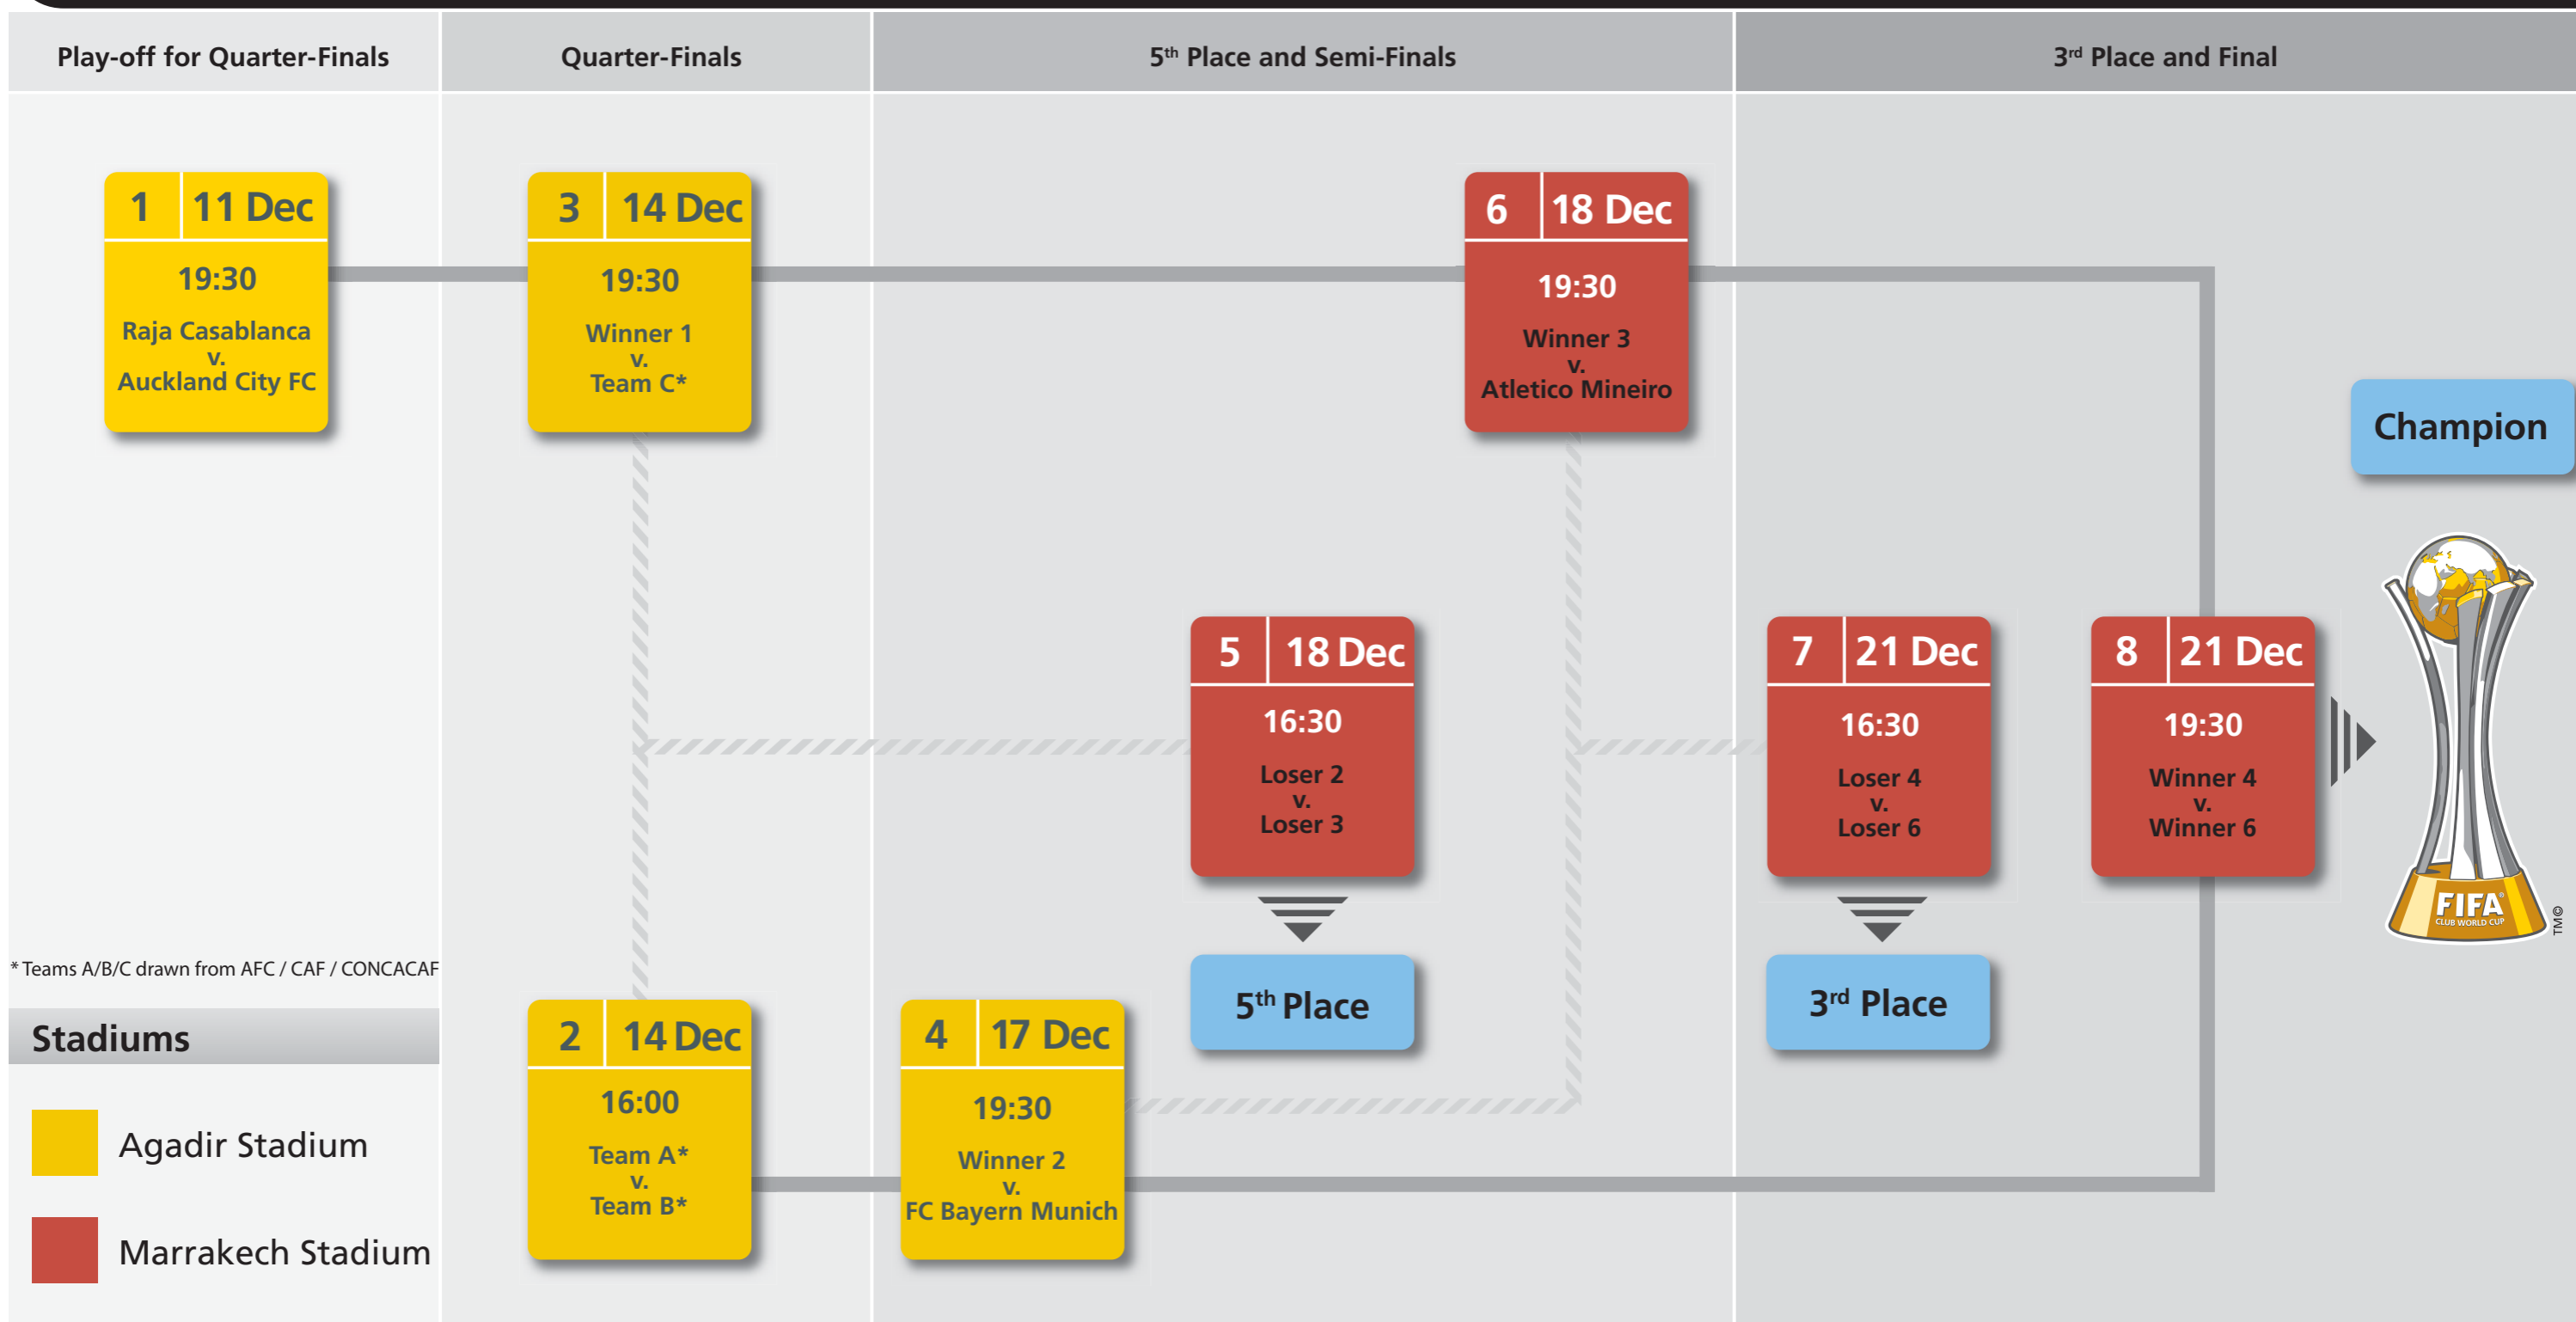 Play-off for Quarter-Finals
Quarter-Finals
5th Place and Semi-Finals
3rd Place and Final
1 11 Dec
19:30
Raja Casablanca
v.
Auckland City FC
3 14 Dec
19:30
Winner 1
v.
Team C*
6 18 Dec
19:30
Winner 3
v.
Atletico Mineiro
Champion
5 18 Dec
16:30
Loser 2
v.
Loser 3
7 21 Dec
16:30
Loser 4
v.
Loser 6
8 21 Dec
19:30
Winner 4
v.
Winner 6
FIFA®
CLUB WORLD CUP
TM©
* Teams A/B/C drawn from AFC / CAF / CONCACAF
5th Place
3rd Place
2 14 Dec
16:00
Team A*
v.
Team B*
4 17 Dec
19:30
Winner 2
v.
FC Bayern Munich
Stadiums
Agadir Stadium
Marrakech Stadium